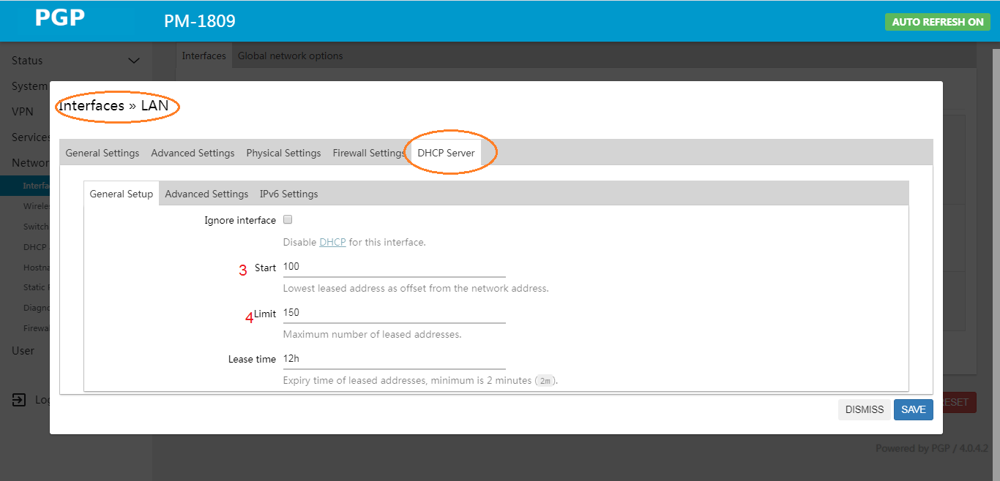 PGP PM-1809 AUTO REFRESH ON
Status Interfaces Global network options
System
VPN
Services
Networ
Interfa
Wireles
Switch
DHCP
Hostna
Static
Diagno
Firewal
User
Log
Interfaces » LAN
General Settings Advanced Settings Physical Settings Firewall Settings DHCP Server
General Setup Advanced Settings IPv6 Settings
Ignore interface
Disable DHCP for this interface.
3 Start 100
Lowest leased address as offset from the network address.
4 Limit 150
Maximum number of leased addresses.
Lease time 12h
Expiry time of leased addresses, minimum is 2 minutes (2m).
DISMISS SAVE ESET
Powered by PGP / 4.0.4.2